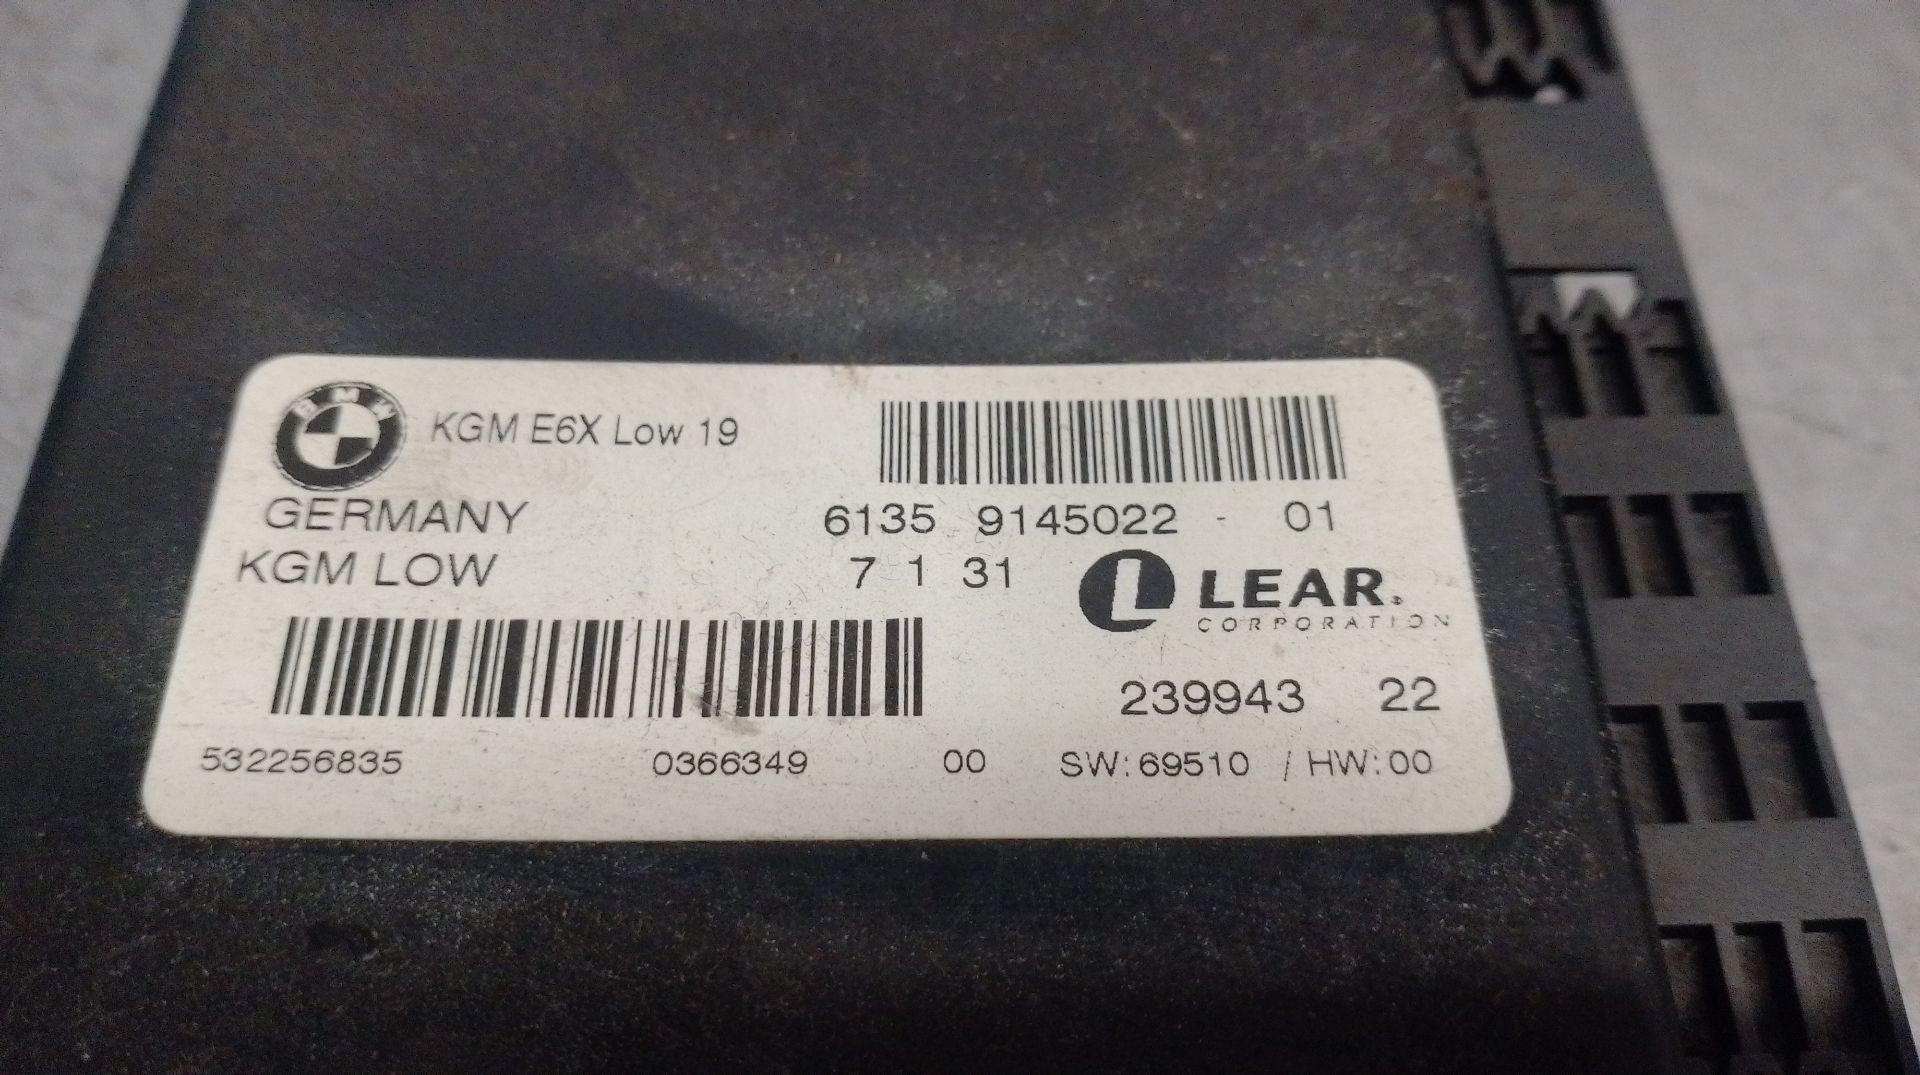 BMW KGM E6X Low 19
GERMANY 6135 9145022 - 01
KGM LOW 7 1 31 L LEAR.
CORPORATION
239943 22
532256835 0366349 00 SW:69510 / HW:00